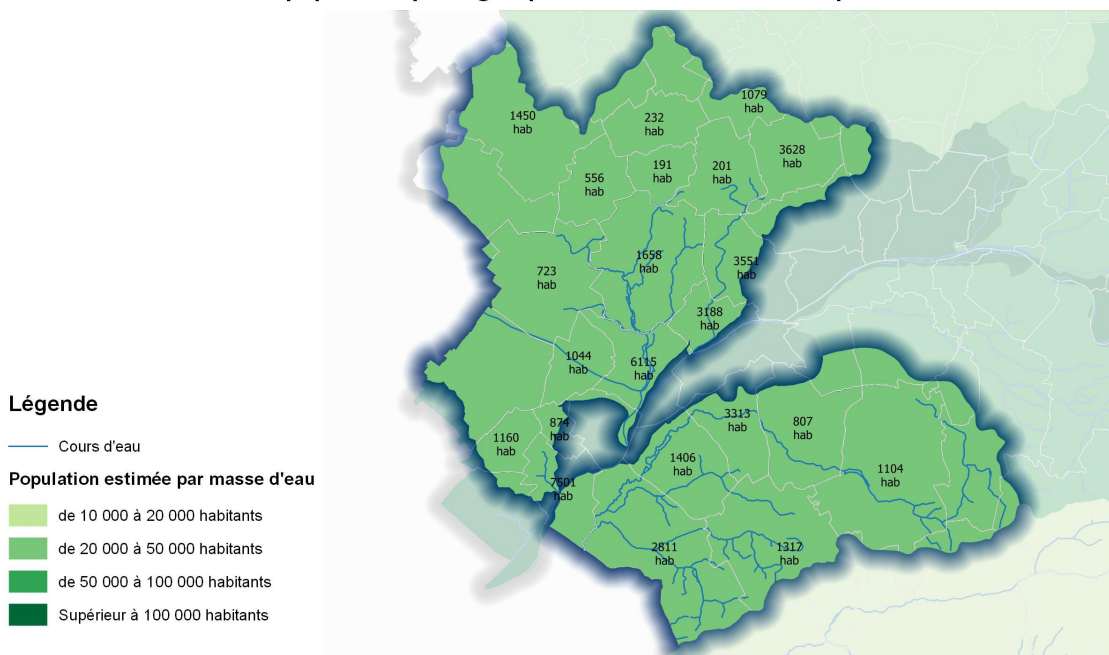 1450
hab
232
hab
1079
hab
3628
hab
556
hab
191
hab
201
hab
723
hab
1658
hab
3551
hab
3188
hab
1044
hab
6115
hab
1160
hab
874
hab
7501
hab
3313
hab
807
hab
1406
hab
1104
hab
2811
hab
1317
hab
Légende
Cours d'eau
Population estimée par masse d'eau
de 10 000 à 20 000 habitants
de 20 000 à 50 000 habitants
de 50 000 à 100 000 habitants
Supérieur à 100 000 habitants